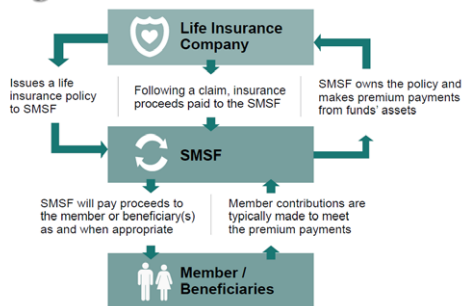 Life Insurance
Company
Issues a life
insurance policy
to SMSF
Following a claim, insurance
proceeds paid to the SMSF
SMSF owns the policy and
makes premium payments
from funds' assets
SMSF
SMSF will pay proceeds to
the member or beneficiary(s)
as and when appropriate
Member contributions are
typically made to meet
the premium payments
Member /
Beneficiaries